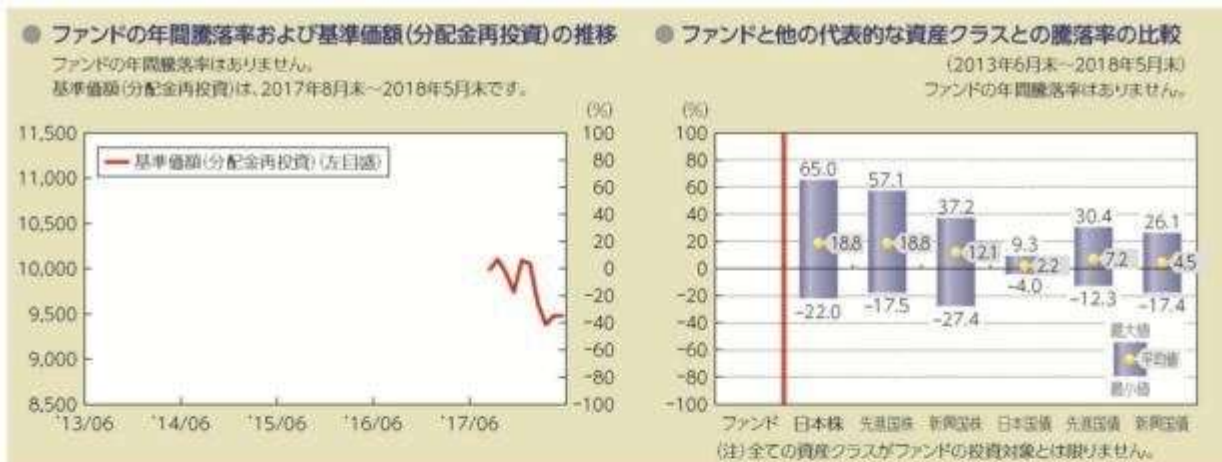 ● ファンドの年間騰落率および基準価額(分配金再投資)の推移
ファンドの年間騰落率はありません。
基準価額(分配金再投資)は、2017年8月末～2018年5月末です。
(%)
11,500
11,000
10,500
10,000
9,500
9,000
8,500
基準価額(分配金再投資)(左目盛)
100
80
60
40
20
0
-20
-40
-60
-80
-100
'13/06 '14/06 '15/06 '16/06 '17/06
● ファンドと他の代表的な資産クラスとの騰落率の比較
(2013年6月末～2018年5月末)
ファンドの年間騰落率はありません。
(%)
100
80
60
40
20
0
-20
-40
-60
-80
-100
65.0 57.1 37.2 9.3 30.4 26.1
18.8 18.8 12.1 2.2 7.2 4.5
-22.0 -17.5 -27.4 -4.0 -12.3 -17.4
最大値
平均値
最小値
ファンド 日本株 先進国株 新興国株 日本国債 先進国債 新興国債
(注)全ての資産クラスがファンドの投資対象とは限りません。